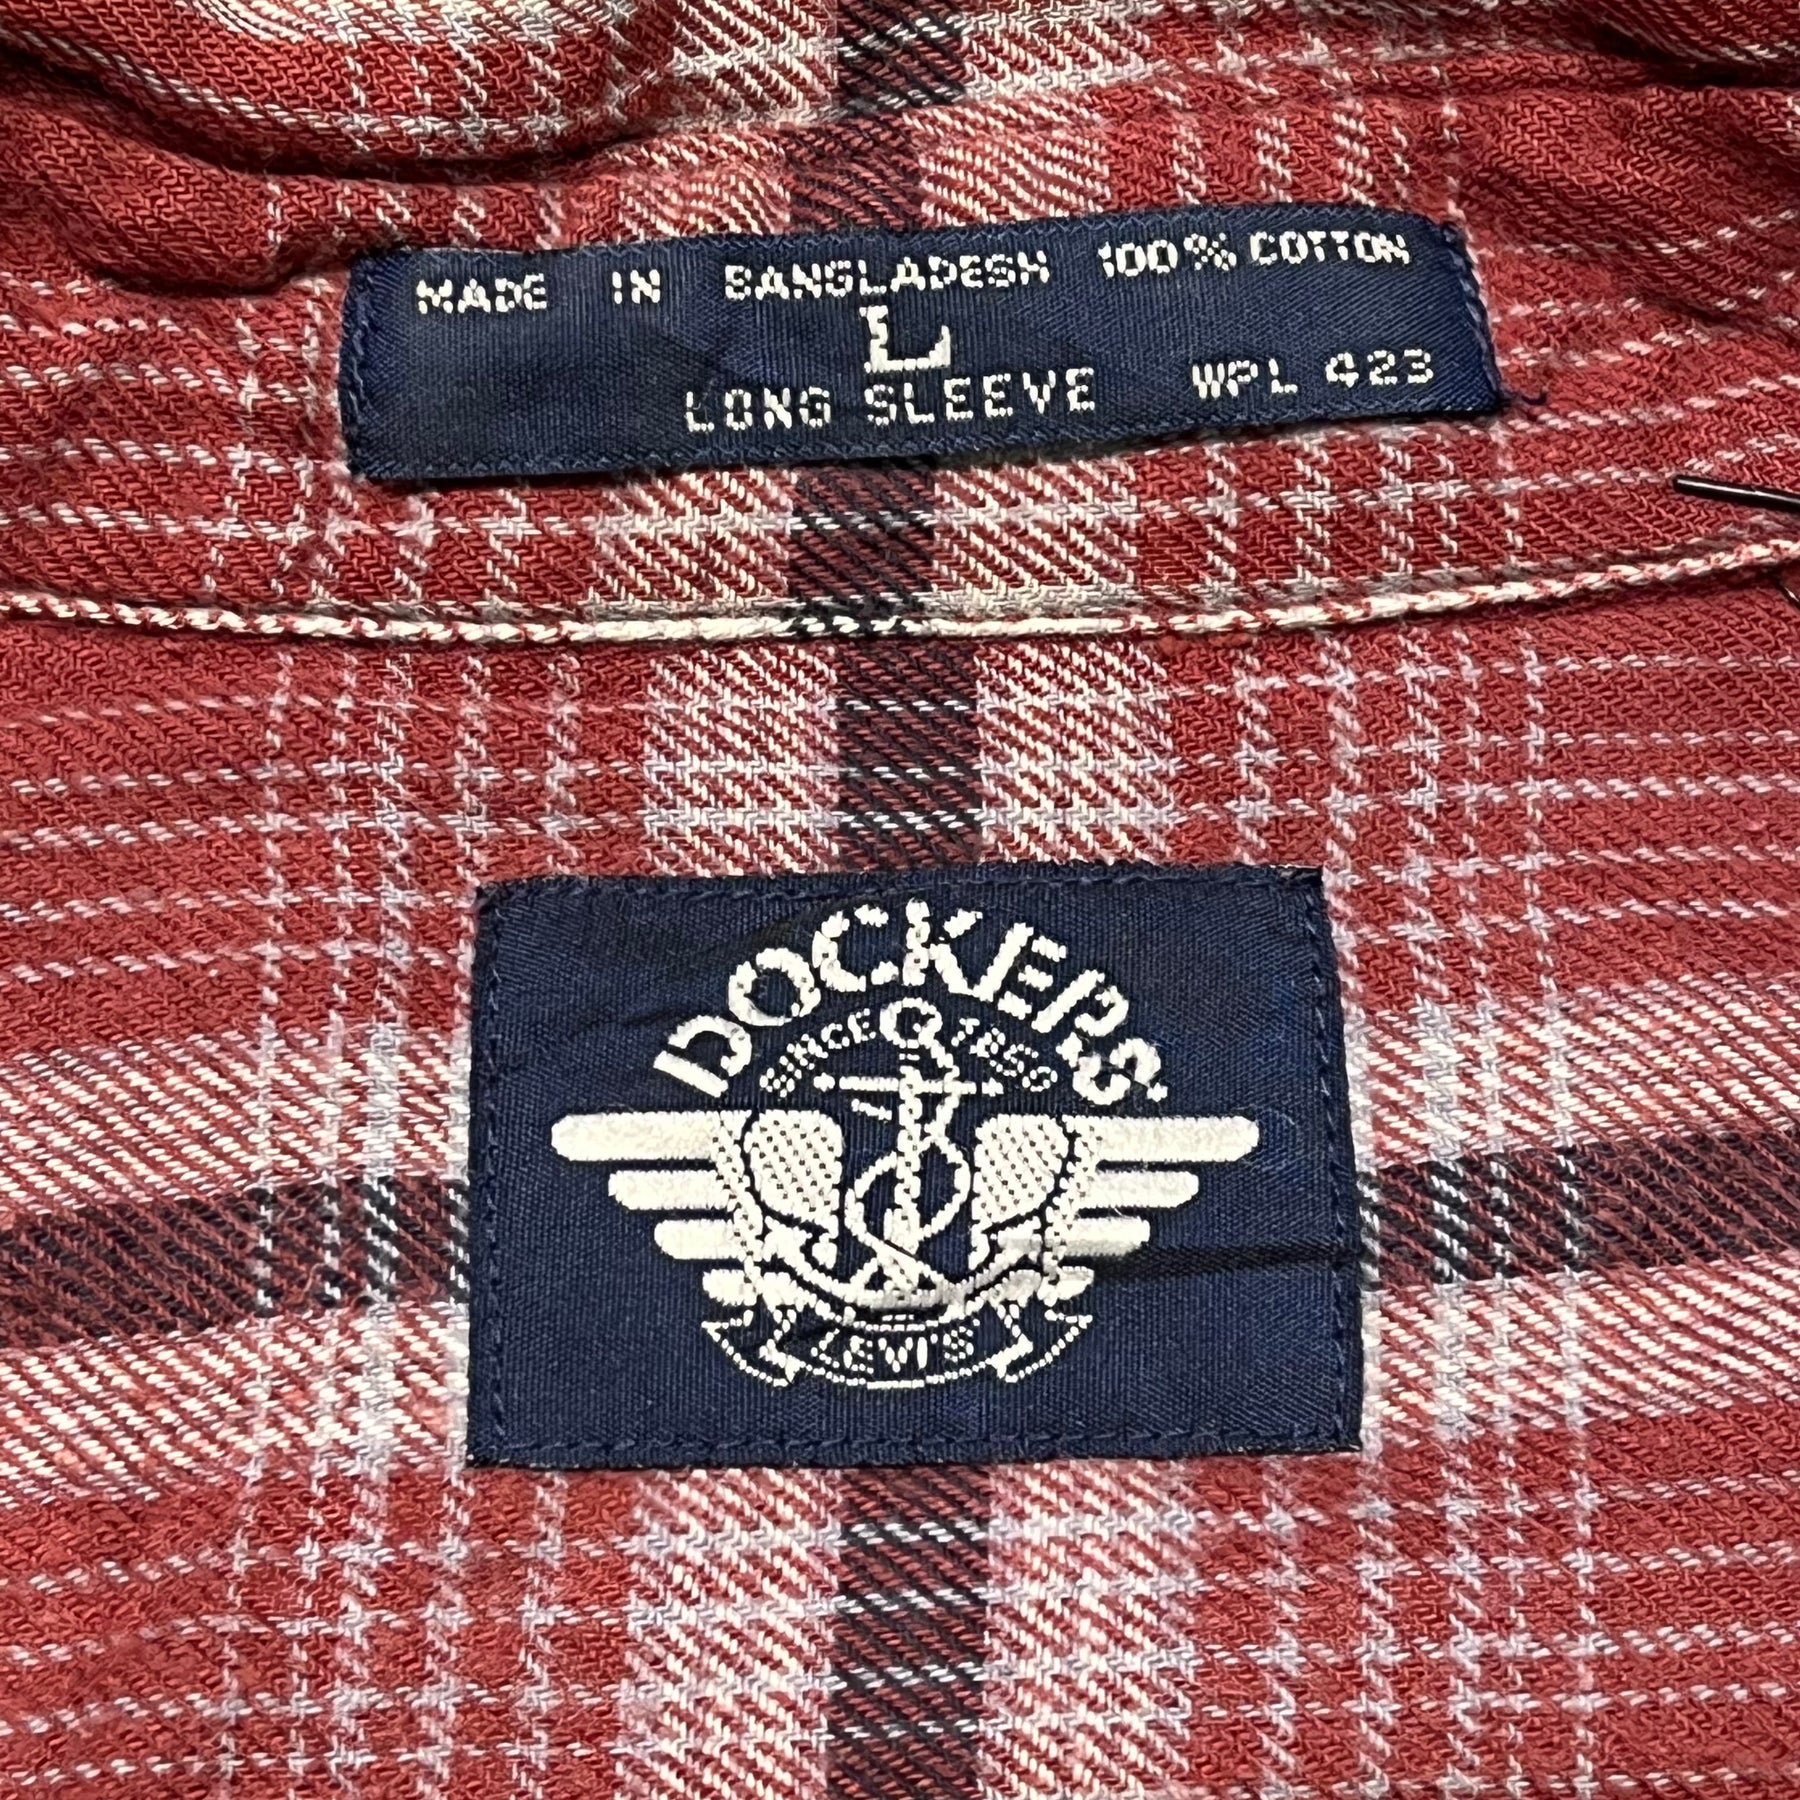 MADE IN BANGLADESH 100% COTTON
L
LONG SLEEVE WPL 423
DOCKERS
SINCE 1850
LEVI'S